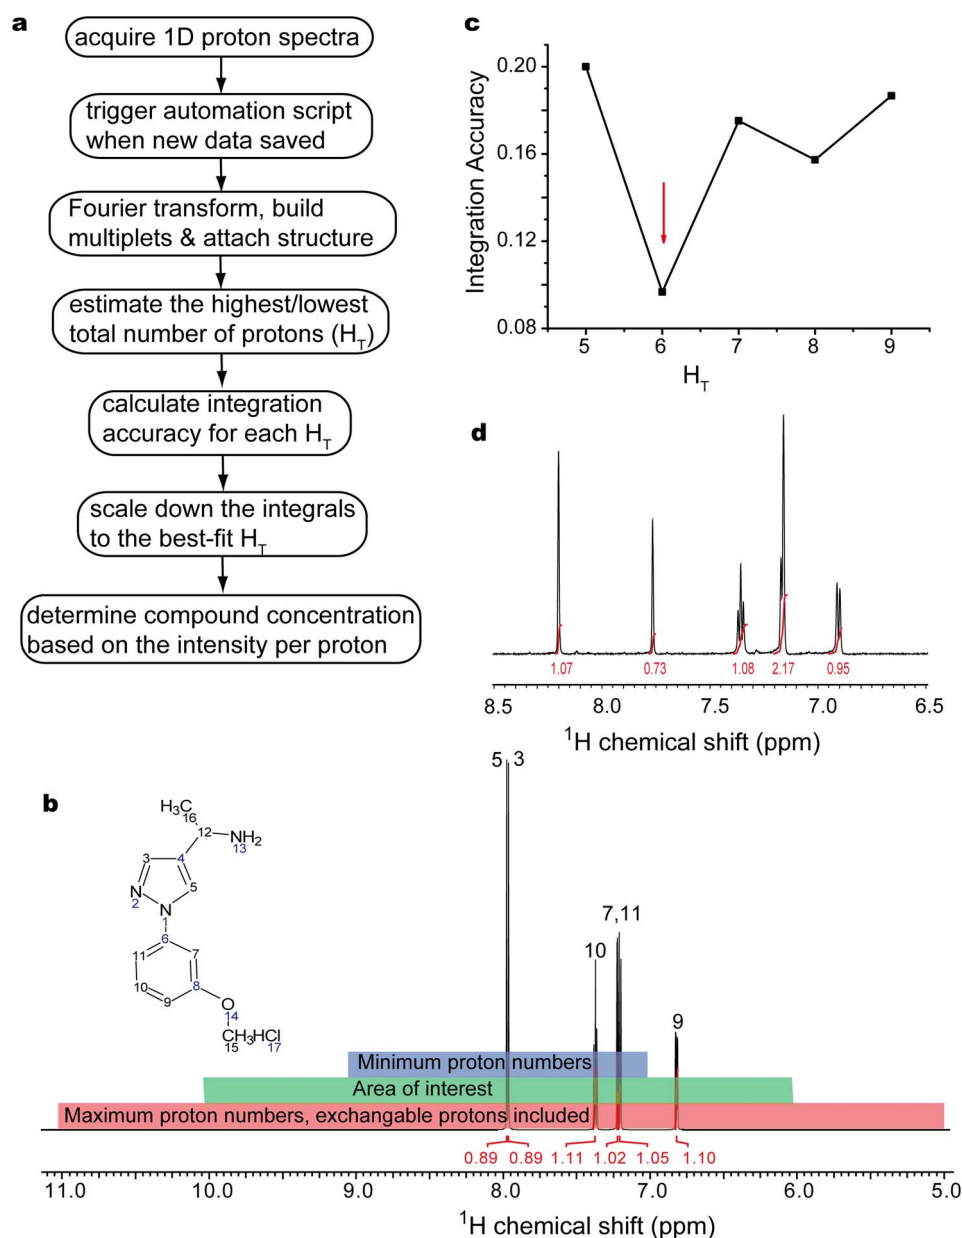 a
acquire 1D proton spectra
trigger automation script
when new data saved
Fourier transform, build
multiplets & attach structure
estimate the highest/lowest
total number of protons (H_T)
calculate integration
accuracy for each H_T
scale down the integrals
to the best-fit H_T
determine compound concentration
based on the intensity per proton
c
Integration Accuracy
0.20
0.16
0.12
0.08
5 6 7 8 9
H_T
d
1.07 0.73 1.08 2.17 0.95
8.5 8.0 7.5 7.0 6.5
¹H chemical shift (ppm)
b
H₃C
16
12
NH₂
13
3
4
5
N
2
N
1
6
11
7
10
8
9
O
14
CH₃HCl
15
17
5 3
10
7,11
9
Minimum proton numbers
Area of interest
Maximum proton numbers, exchangable protons included
0.89 0.89 1.11 1.02 1.05 1.10
11.0 10.0 9.0 8.0 7.0 6.0 5.0
¹H chemical shift (ppm)